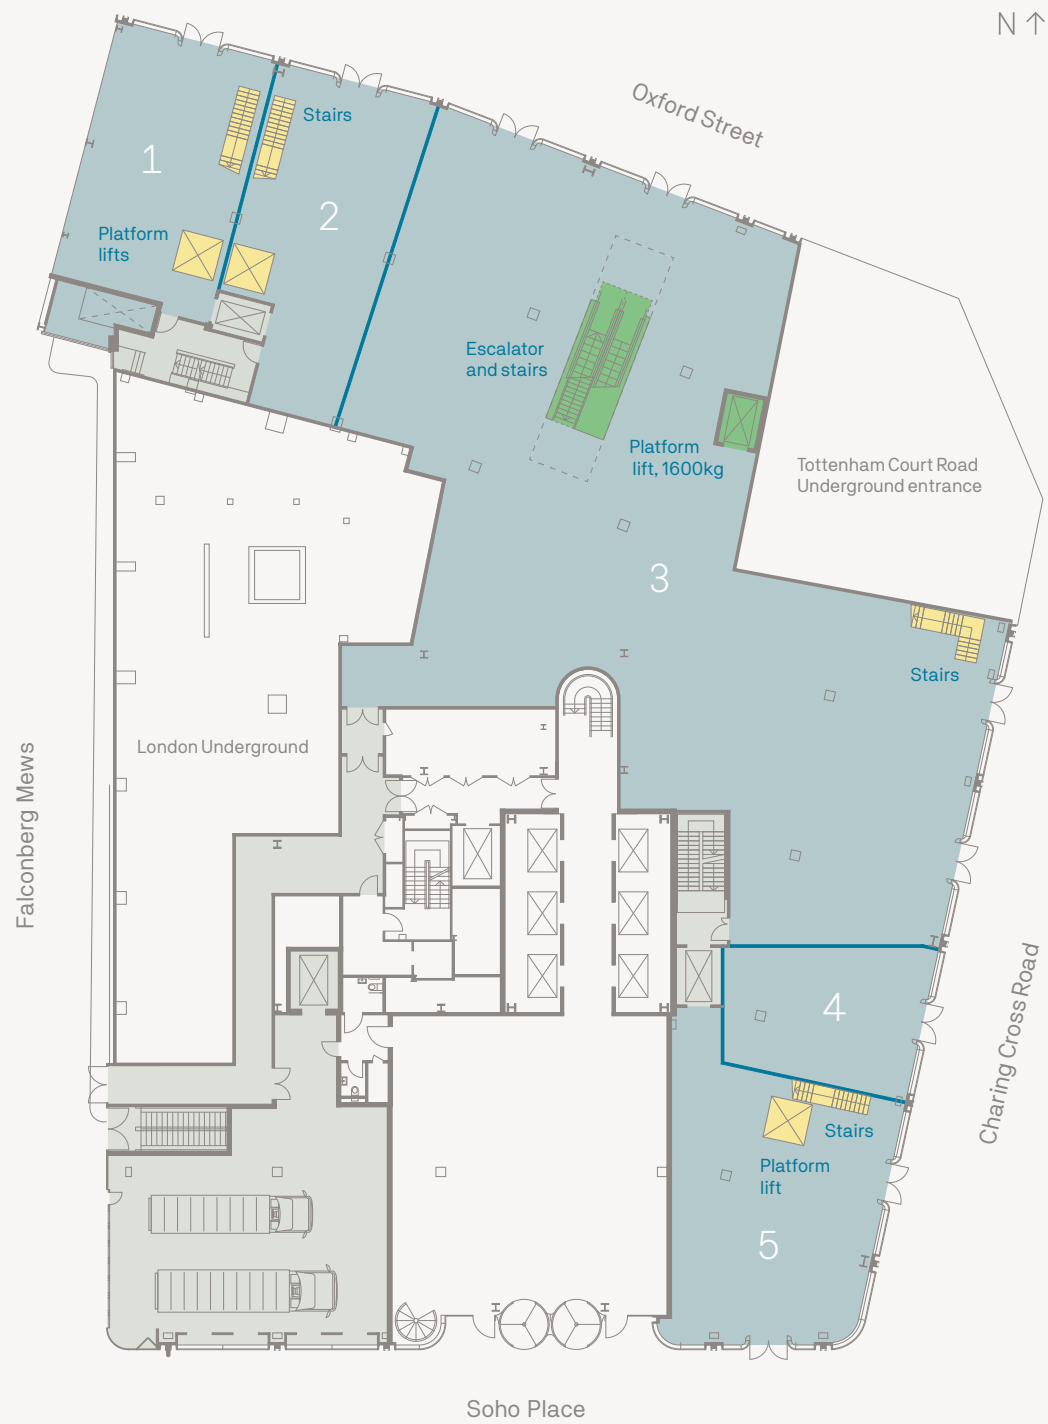 N ↑
Oxford Street
Stairs
1
2
Platform
lifts
Escalator
and stairs
Platform
lift, 1600kg
Tottenham Court Road
Underground entrance
3
Stairs
London Underground
Falconberg Mews
4
Charing Cross Road
Stairs
Platform
lift
5
Soho Place